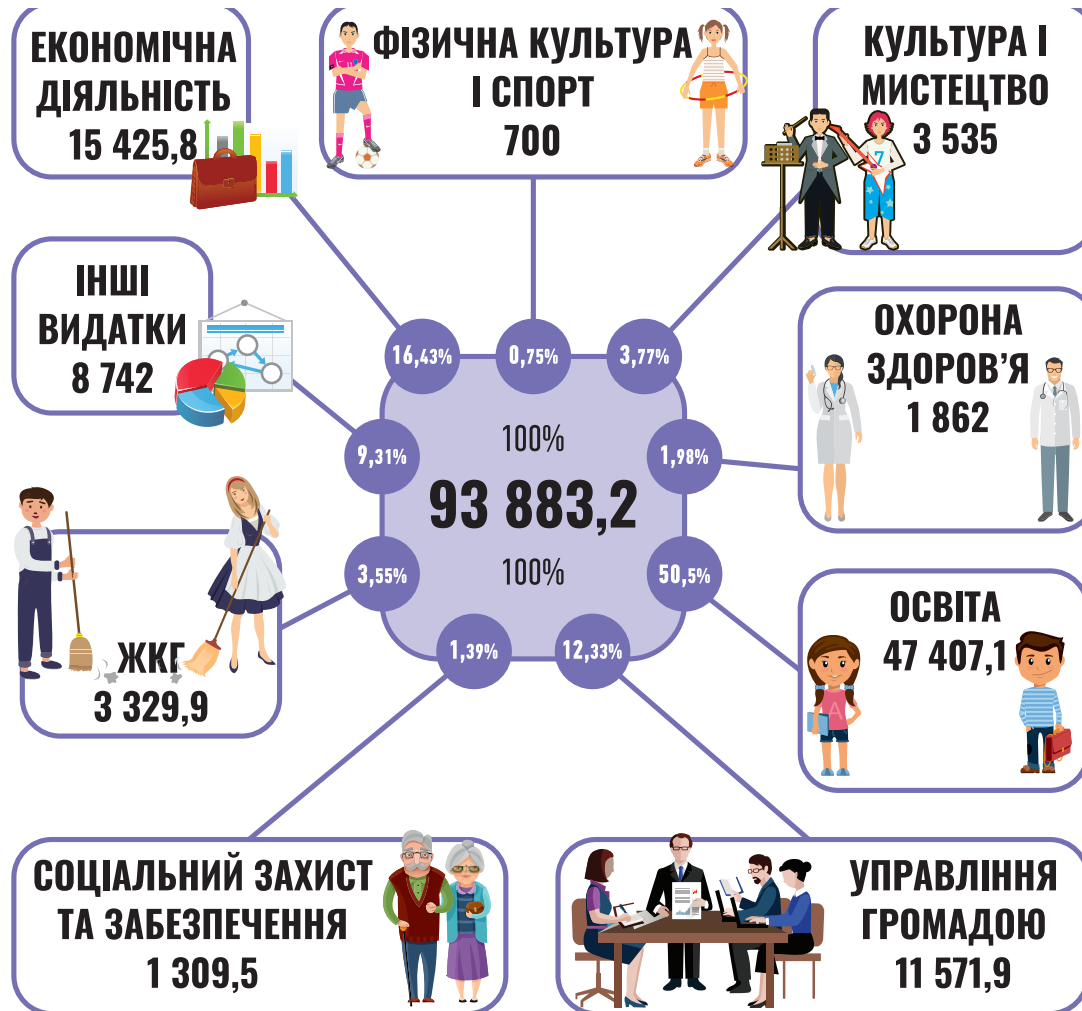 ЕКОНОМІЧНА
ДІЯЛЬНІСТЬ
15 425,8
ФІЗИЧНА КУЛЬТУРА
І СПОРТ
700
КУЛЬТУРА І
МИСТЕЦТВО
3 535
7
ІНШІ
ВИДАТКИ
8 742
ОХОРОНА
ЗДОРОВ’Я
1 862
16,43%
0,75%
3,77%
9,31%
1,98%
100%
93 883,2
100%
3,55%
50,5%
1,39%
12,33%
ЖКГ
3 329,9
ОСВІТА
47 407,1
A
СОЦІАЛЬНИЙ ЗАХИСТ
ТА ЗАБЕЗПЕЧЕННЯ
1 309,5
УПРАВЛІННЯ
ГРОМАДОЮ
11 571,9